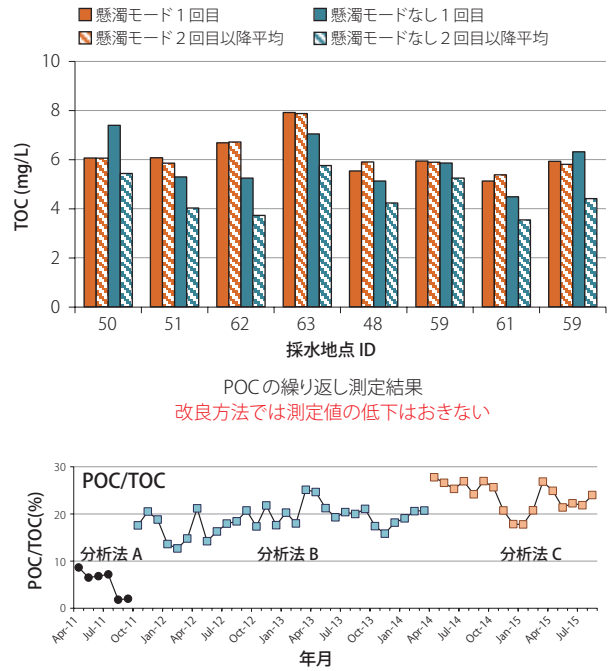 懸濁モード1回目 懸濁モードなし1回目
懸濁モード2回目以降平均 懸濁モードなし2回目以降平均
TOC (mg/L)
10
8
6
4
2
0
50 51 62 63 48 59 61 59
採水地点 ID
POCの繰り返し測定結果
改良方法では測定値の低下はおきない
POC/TOC
POC/TOC(%)
30
20
10
0
分析法 A 分析法 B 分析法 C
Apr-11 Jul-11 Oct-11 Jan-12 Apr-12 Jul-12 Oct-12 Jan-13 Apr-13 Jul-13 Oct-13 Jan-14 Apr-14 Jul-14 Oct-14 Jan-15 Apr-15 Jul-15
年月